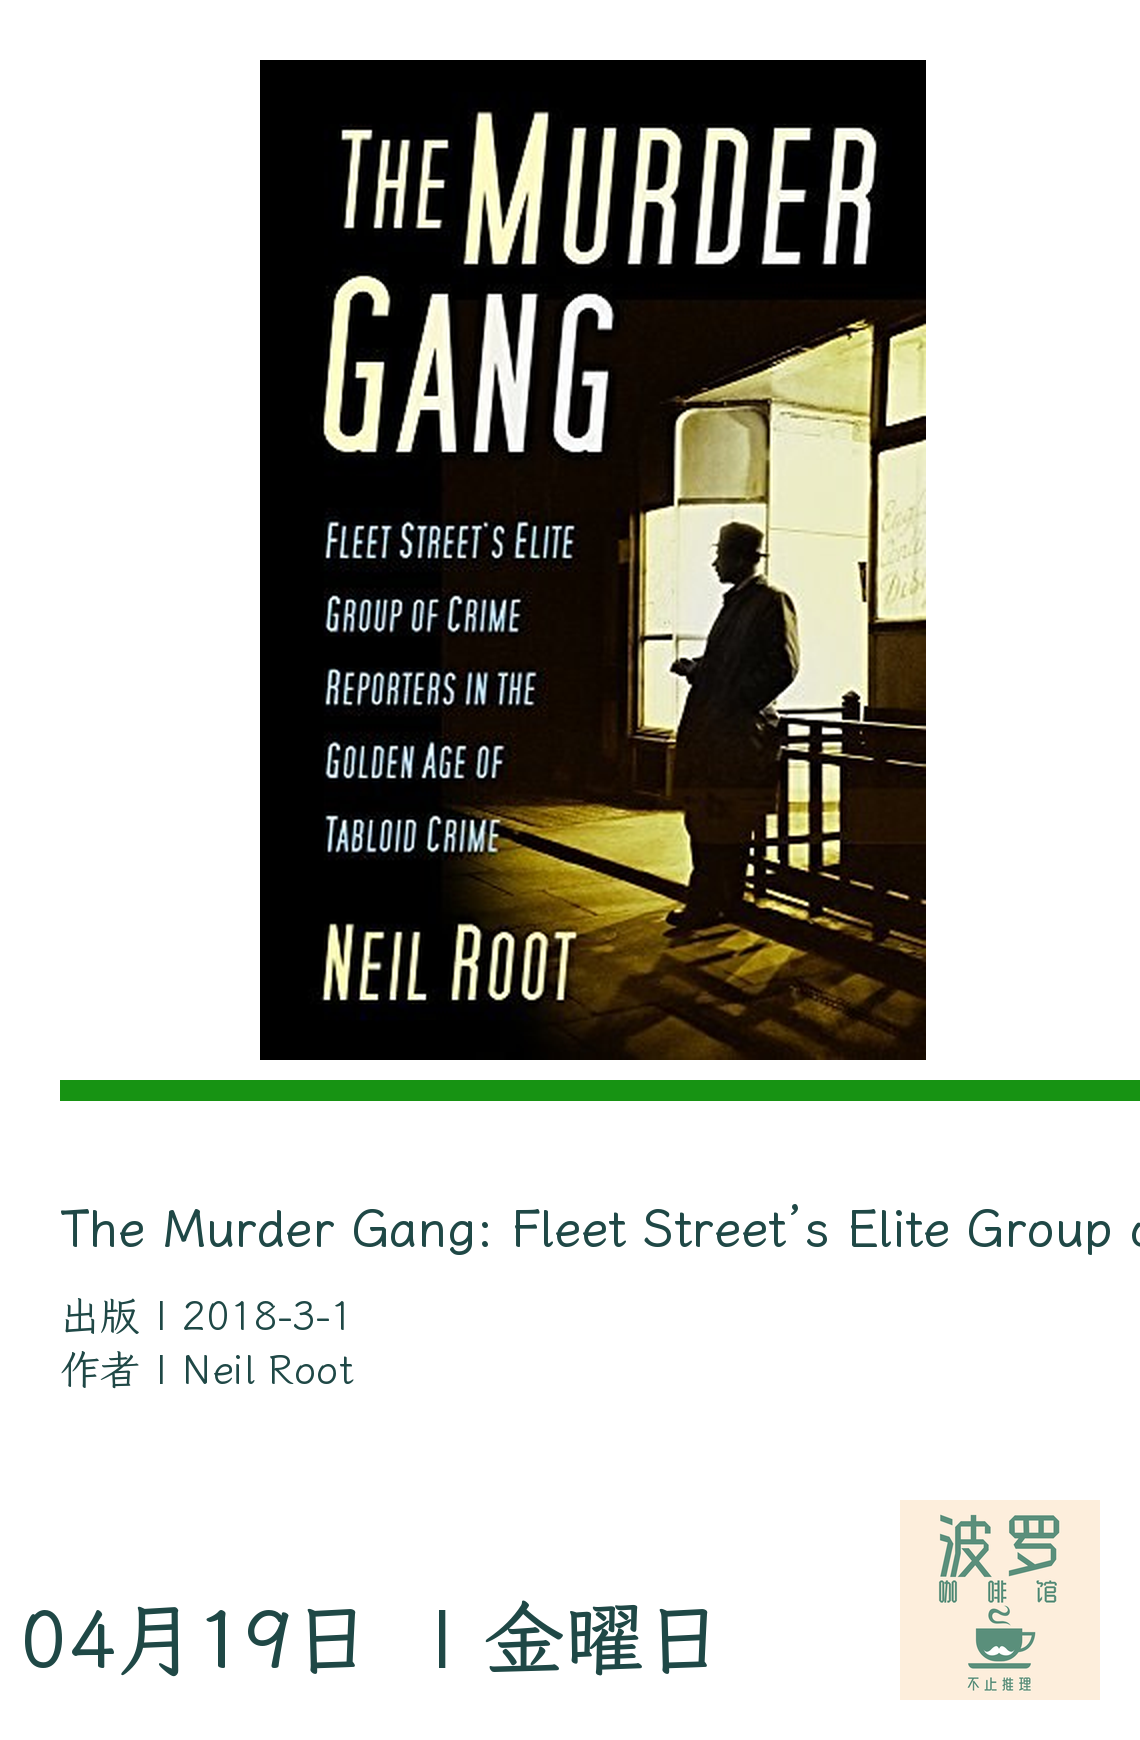 THE MURDER
GANG
FLEET STREET'S ELITE
GROUP OF CRIME
REPORTERS IN THE
GOLDEN AGE OF
TABLOID CRIME
NEIL ROOT
The Murder Gang: Fleet Street's Elite Group
出版 | 2018-3-1
作者 | Neil Root
04月19日 | 金曜日
波罗
咖啡馆
不止推理